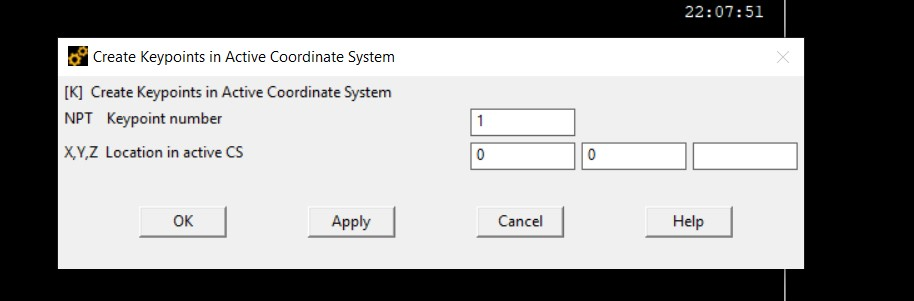 22:07:51
Create Keypoints in Active Coordinate System
[K] Create Keypoints in Active Coordinate System
NPT Keypoint number 1
X,Y,Z Location in active CS 0 0
OK Apply Cancel Help